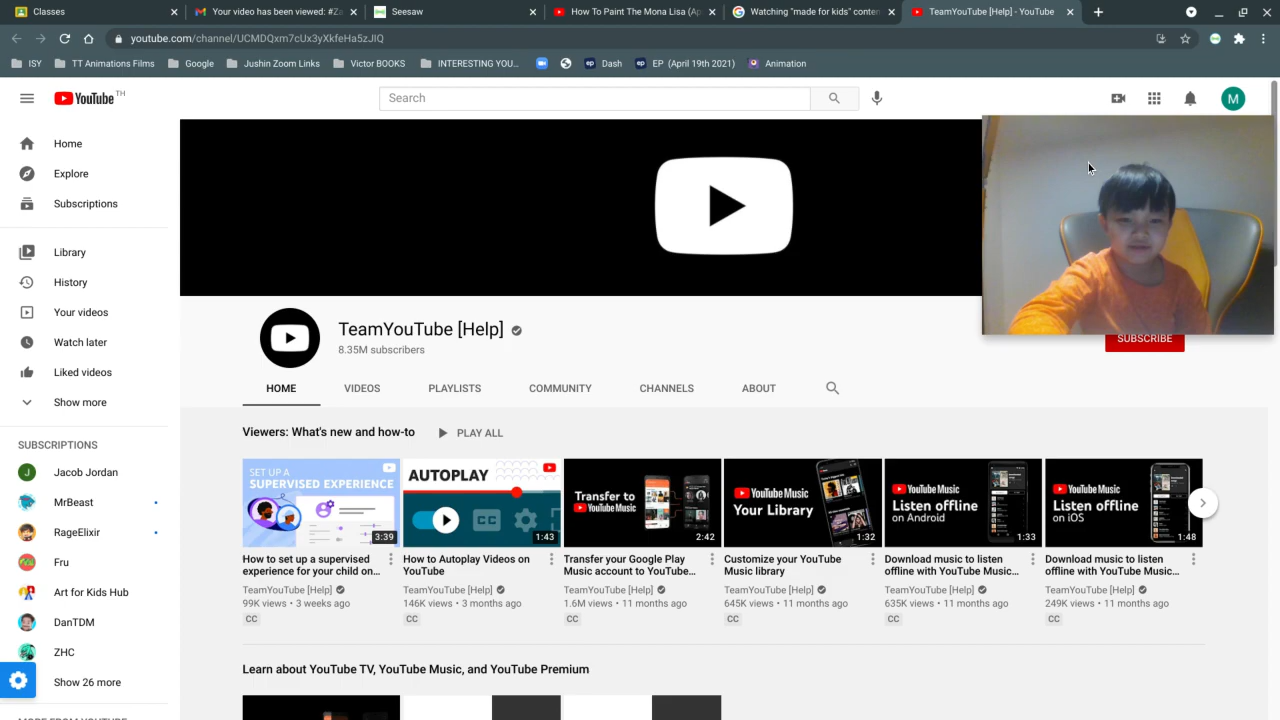 Classes
Your video has been viewed: #Za
Seesaw
How To Paint The Mona Lisa (Ap
Watching "made for kids" conten
TeamYouTube [Help] - YouTube
youtube.com/channel/UCMDQxm7cUx3yXkfeHa5zJIQ
ISY
TT Animations Films
Google
Jushin Zoom Links
Victor BOOKS
INTERESTING YOU...
Dash
EP (April 19th 2021)
Animation
YouTube TH
Search
M
Home
Explore
Subscriptions
Library
History
Your videos
Watch later
Liked videos
Show more
SUBSCRIPTIONS
J Jacob Jordan
MrBeast
RageElixir
Fru
Art for Kids Hub
DanTDM
ZHC
Show 26 more
MORE FROM YOUTUBE
TeamYouTube [Help]
8.35M subscribers
SUBSCRIBE
HOME
VIDEOS
PLAYLISTS
COMMUNITY
CHANNELS
ABOUT
Viewers: What's new and how-to
PLAY ALL
SET UP A
SUPERVISED EXPERIENCE
3:39
How to set up a supervised
experience for your child on...
TeamYouTube [Help]
99K views • 3 weeks ago
CC
AUTOPLAY
CC
1:43
How to Autoplay Videos on
YouTube
TeamYouTube [Help]
146K views • 3 months ago
CC
Transfer to
YouTube Music
2:42
Transfer your Google Play
Music account to YouTube...
TeamYouTube [Help]
1.6M views • 11 months ago
CC
YouTube Music
Your Library
1:32
Customize your YouTube
Music library
TeamYouTube [Help]
645K views • 11 months ago
CC
YouTube Music
Listen offline
on Android
1:33
Download music to listen
offline with YouTube Music...
TeamYouTube [Help]
635K views • 11 months ago
CC
YouTube Music
Listen offline
on iOS
1:48
Download music to listen
offline with YouTube Music...
TeamYouTube [Help]
249K views • 11 months ago
CC
Learn about YouTube TV, YouTube Music, and YouTube Premium